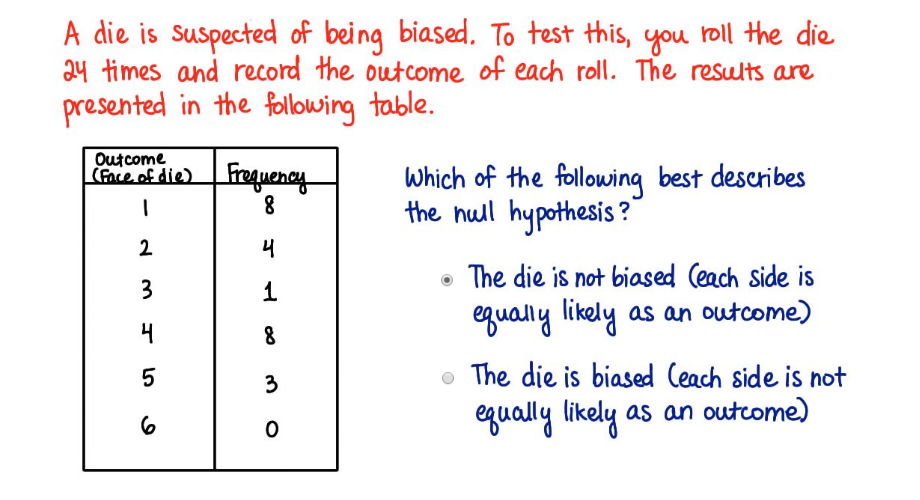 A die is suspected of being biased. To test this, you roll the die
24 times and record the outcome of each roll. The results are
presented in the following table.
Outcome
(Face of die) Frequency
1 8
2 4
3 1
4 8
5 3
6 0
Which of the following best describes
the null hypothesis?
The die is not biased (each side is
equally likely as an outcome)
The die is biased (each side is not
equally likely as an outcome)